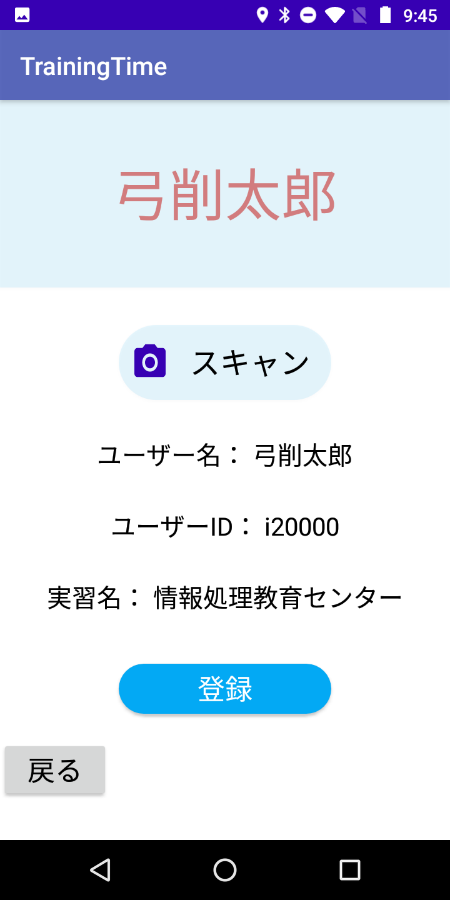 9:45
TrainingTime
弓削太郎
スキャン
ユーザー名： 弓削太郎
ユーザーID： i20000
実習名： 情報処理教育センター
登録
戻る